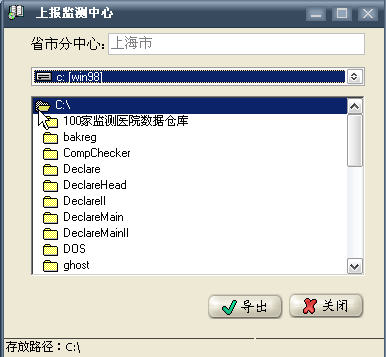 上报监测中心
省市分中心：上海市
c: [win98]
C:\
100家监测医院数据仓库
bakreg
CompChecker
Declare
DeclareHead
DeclareII
DeclareMain
DeclareMainII
DOS
ghost
导出 关闭
存放路径：C:\